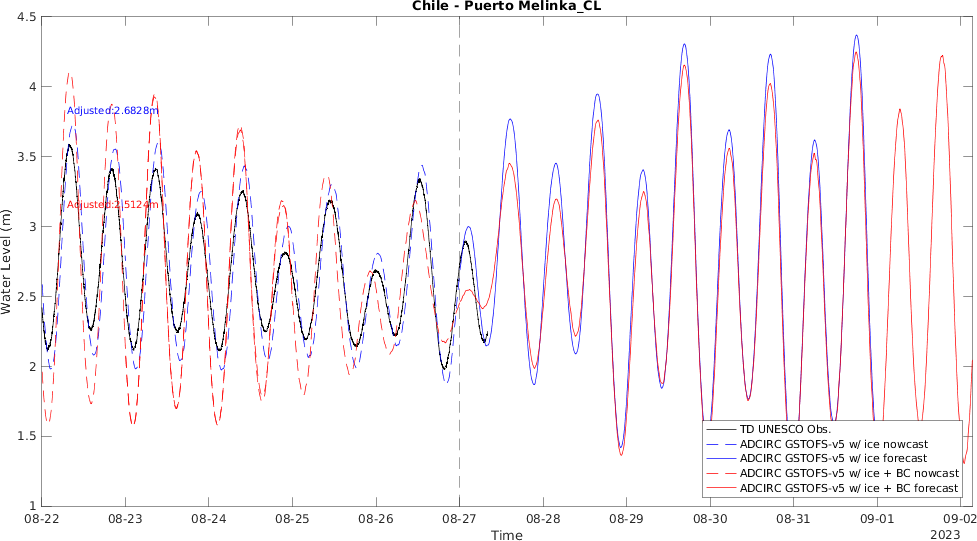 Chile - Puerto Melinka_CL
4.5
4
3.5
3
2.5
2
1.5
1
Water Level (m)
Adjusted:2.6828m
Adjusted:2.5124m
TD UNESCO Obs.
ADCIRC GSTOFS-v5 w/ ice nowcast
ADCIRC GSTOFS-v5 w/ ice forecast
ADCIRC GSTOFS-v5 w/ ice + BC nowcast
ADCIRC GSTOFS-v5 w/ ice + BC forecast
08-22 08-23 08-24 08-25 08-26 08-27 08-28 08-29 08-30 08-31 09-01 09-02
Time 2023